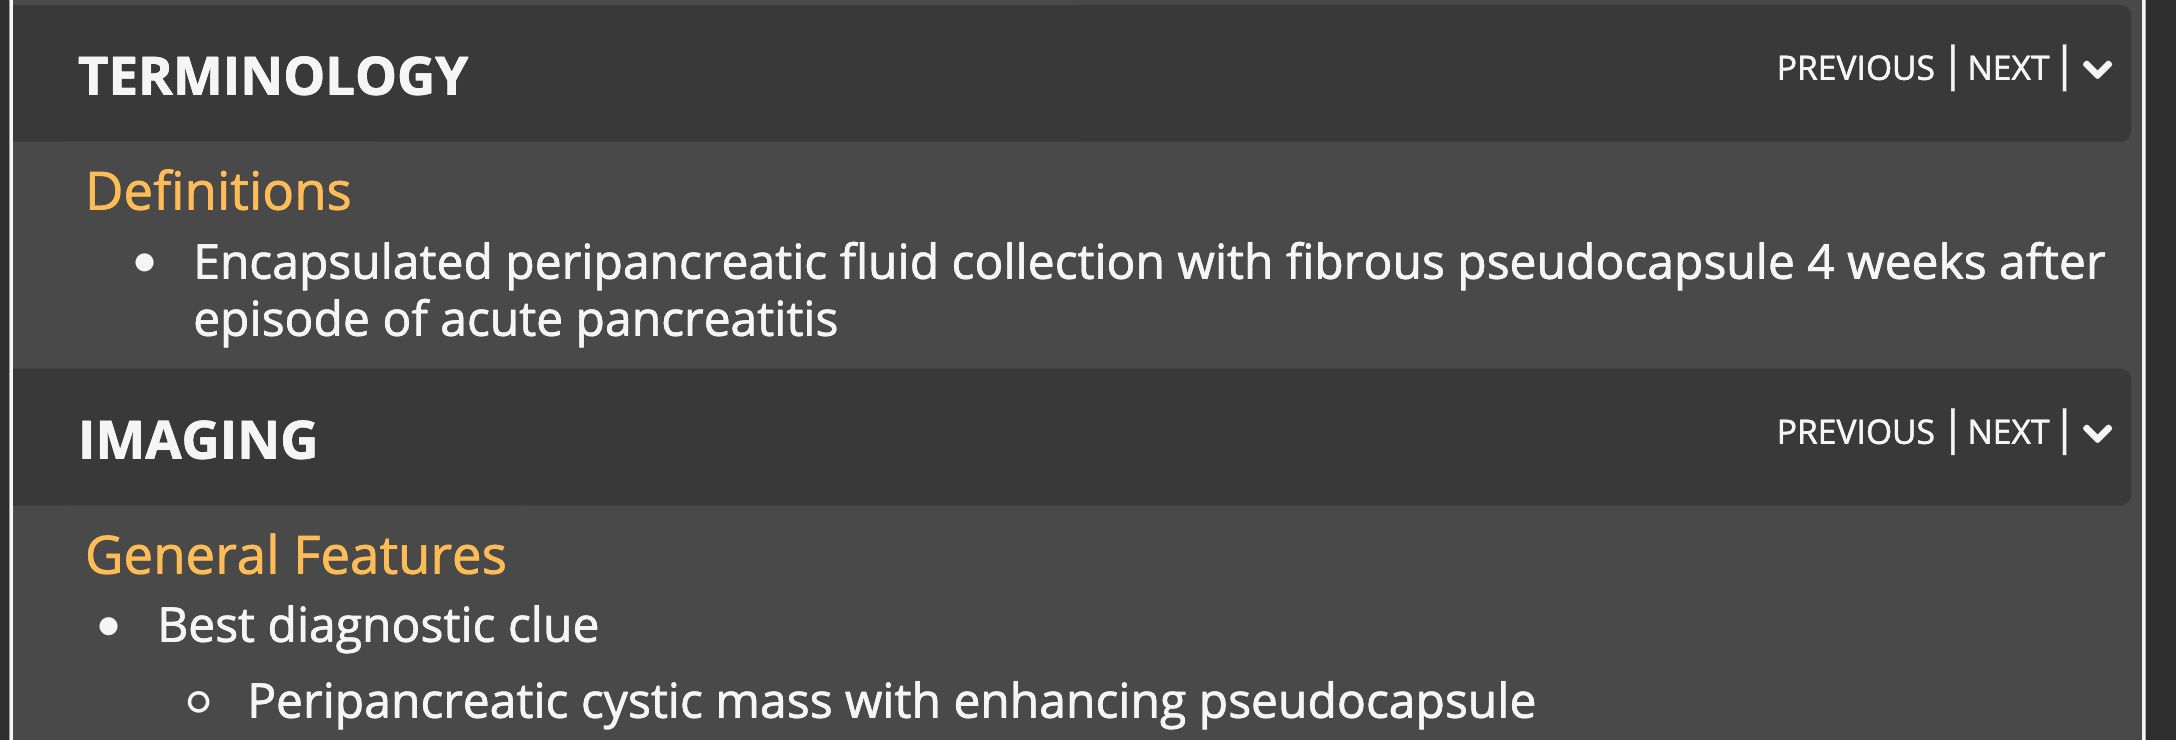 TERMINOLOGY
PREVIOUS | NEXT |
Definitions
• Encapsulated peripancreatic fluid collection with fibrous pseudocapsule 4 weeks after
episode of acute pancreatitis
IMAGING
PREVIOUS | NEXT |
General Features
• Best diagnostic clue
○ Peripancreatic cystic mass with enhancing pseudocapsule